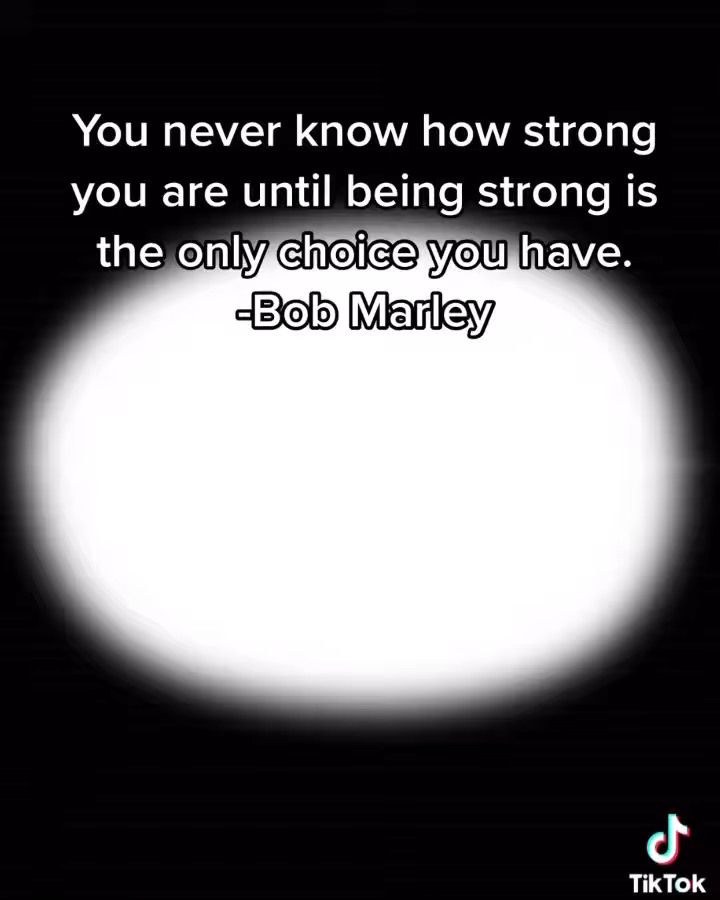 You never know how strong
you are until being strong is
the only choice you have.
-Bob Marley
TikTok